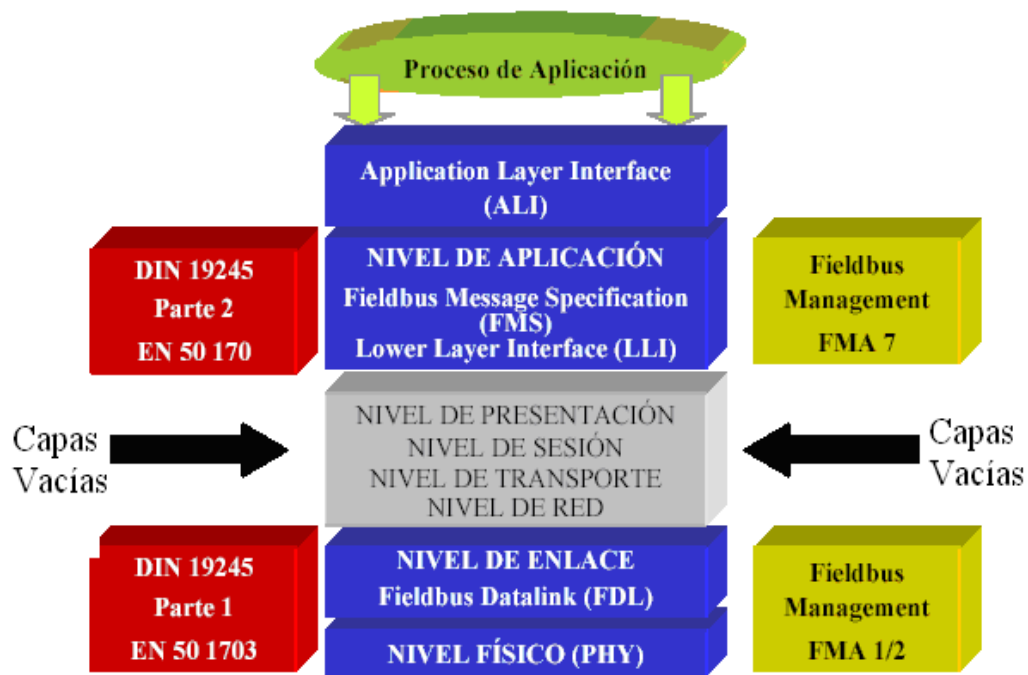 Proceso de Aplicación
Application Layer Interface
(ALI)
DIN 19245
Parte 2
EN 50 170
NIVEL DE APLICACIÓN
Fieldbus Message Specification
(FMS)
Lower Layer Interface (LLI)
Fieldbus
Management
FMA 7
Capas
Vacías
NIVEL DE PRESENTACIÓN
NIVEL DE SESIÓN
NIVEL DE TRANSPORTE
NIVEL DE RED
Capas
Vacías
DIN 19245
Parte 1
EN 50 1703
NIVEL DE ENLACE
Fieldbus Datalink (FDL)
NIVEL FÍSICO (PHY)
Fieldbus
Management
FMA 1/2